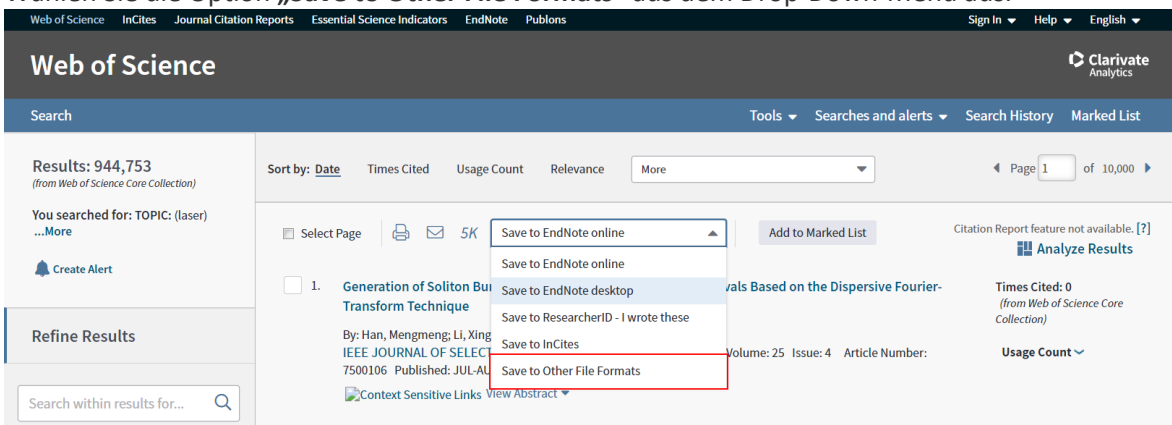 Wählen Sie die Option „Save to Other File Formats“ aus dem Drop-Down-Menü aus.
Web of Science InCites Journal Citation Reports Essential Science Indicators EndNote Publons Sign In Help English
Web of Science
Clarivate
Analytics
Search Tools Searches and alerts Search History Marked List
Results: 944,753
(from Web of Science Core Collection)
You searched for: TOPIC: (laser)
...More
Create Alert
Refine Results
Search within results for...
Sort by: Date Times Cited Usage Count Relevance More
Page 1 of 10,000
Select Page 5K Save to EndNote online Add to Marked List
Save to EndNote online
Save to EndNote desktop
Save to ResearcherID - I wrote these
Save to InCites
Save to Other File Formats
Citation Report feature not available. [?]
Analyze Results
1. Generation of Soliton Bu vals Based on the Dispersive Fourier-
Transform Technique
By: Han, Mengmeng; Li, Xing
IEEE JOURNAL OF SELECT Volume: 25 Issue: 4 Article Number:
7500106 Published: JUL-AU
Context Sensitive Links View Abstract
Times Cited: 0
(from Web of Science Core
Collection)
Usage Count